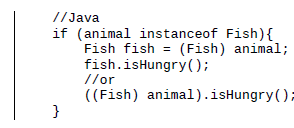 //Java
if (animal instanceof Fish){
    Fish fish = (Fish) animal;
    fish.isHungry();
    //or
    ((Fish) animal).isHungry();
}